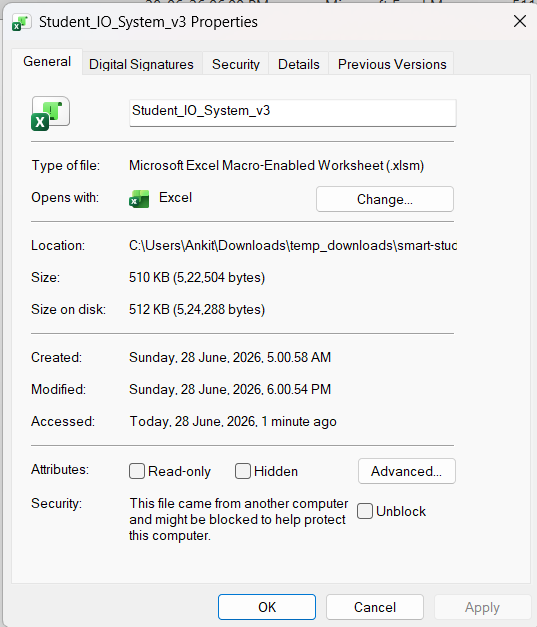 Student_IO_System_v3 Properties
General
Digital Signatures
Security
Details
Previous Versions
Student_IO_System_v3
Type of file: Microsoft Excel Macro-Enabled Worksheet (.xlsm)
Opens with: Excel Change...
Location: C:\Users\Ankit\Downloads\temp_downloads\smart-stud
Size: 510 KB (5,22,504 bytes)
Size on disk: 512 KB (5,24,288 bytes)
Created: Sunday, 28 June, 2026, 5.00.58 AM
Modified: Sunday, 28 June, 2026, 6.00.54 PM
Accessed: Today, 28 June, 2026, 1 minute ago
Attributes: Read-only Hidden Advanced...
Security: This file came from another computer
and might be blocked to help protect
this computer.
Unblock
OK Cancel Apply